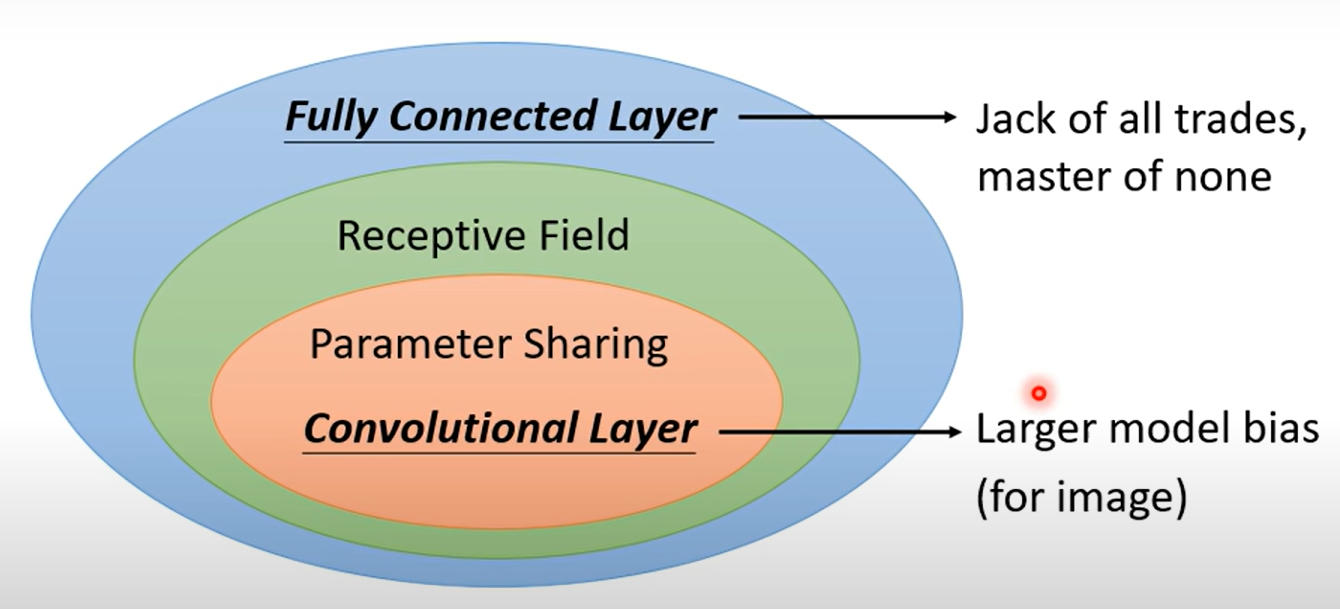 Fully Connected Layer
Jack of all trades,
master of none
Receptive Field
Parameter Sharing
Convolutional Layer
Larger model bias
(for image)